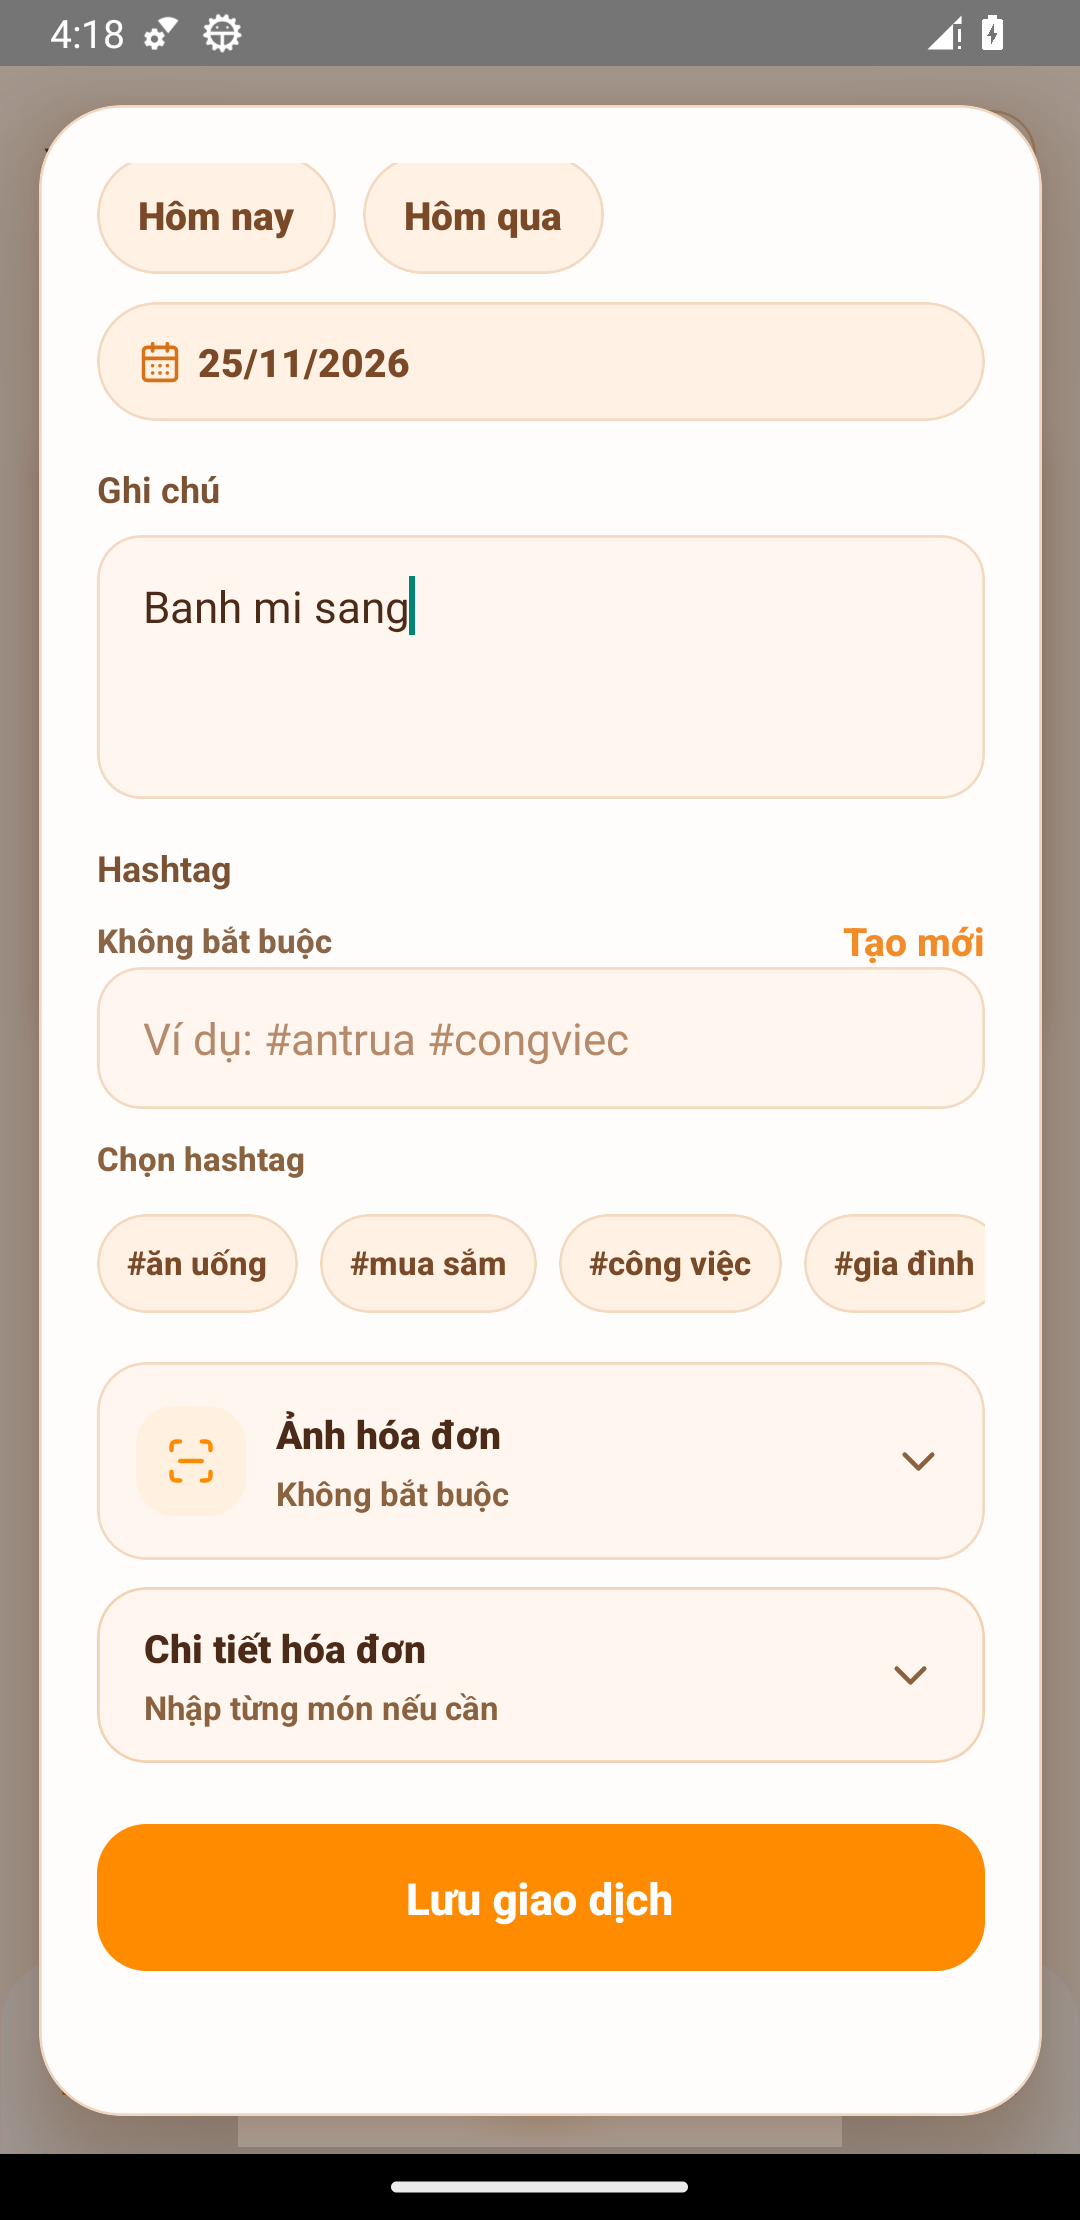 4:18
Hôm nay Hôm qua
25/11/2026
Ghi chú
Banh mi sang
Hashtag
Không bắt buộc Tạo mới
Ví dụ: #antrua #congviec
Chọn hashtag
#ăn uống #mua sắm #công việc #gia đình
Ảnh hóa đơn
Không bắt buộc
Chi tiết hóa đơn
Nhập từng món nếu cần
Lưu giao dịch